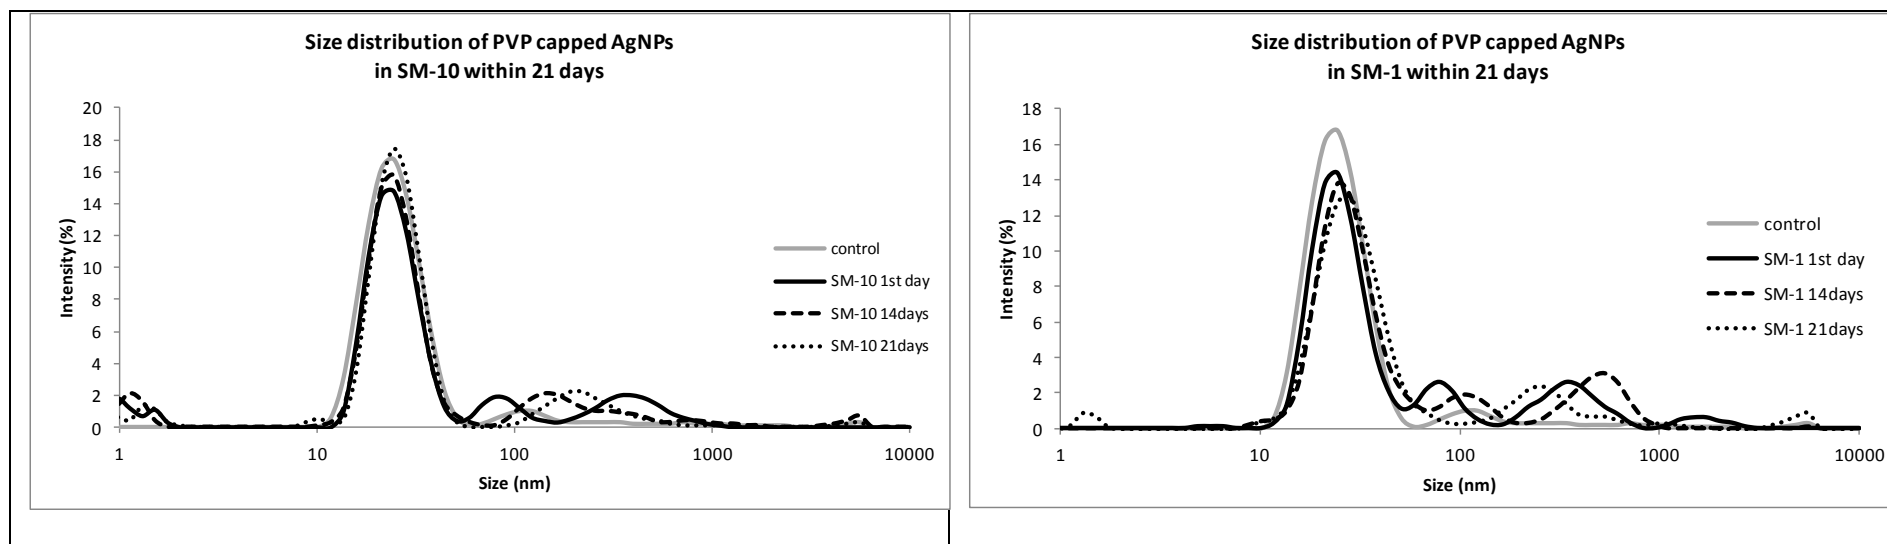 Size distribution of PVP capped AgNPs
in SM-10 within 21 days
20
18
16
14
12
10
8
6
4
2
0
Intensity (%)
1
10
100
1000
10000
Size (nm)
control
SM-10 1st day
SM-10 14days
SM-10 21days
Size distribution of PVP capped AgNPs
in SM-1 within 21 days
18
16
14
12
10
8
6
4
2
0
Intensity (%)
1
10
100
1000
10000
Size (nm)
control
SM-1 1st day
SM-1 14days
SM-1 21days